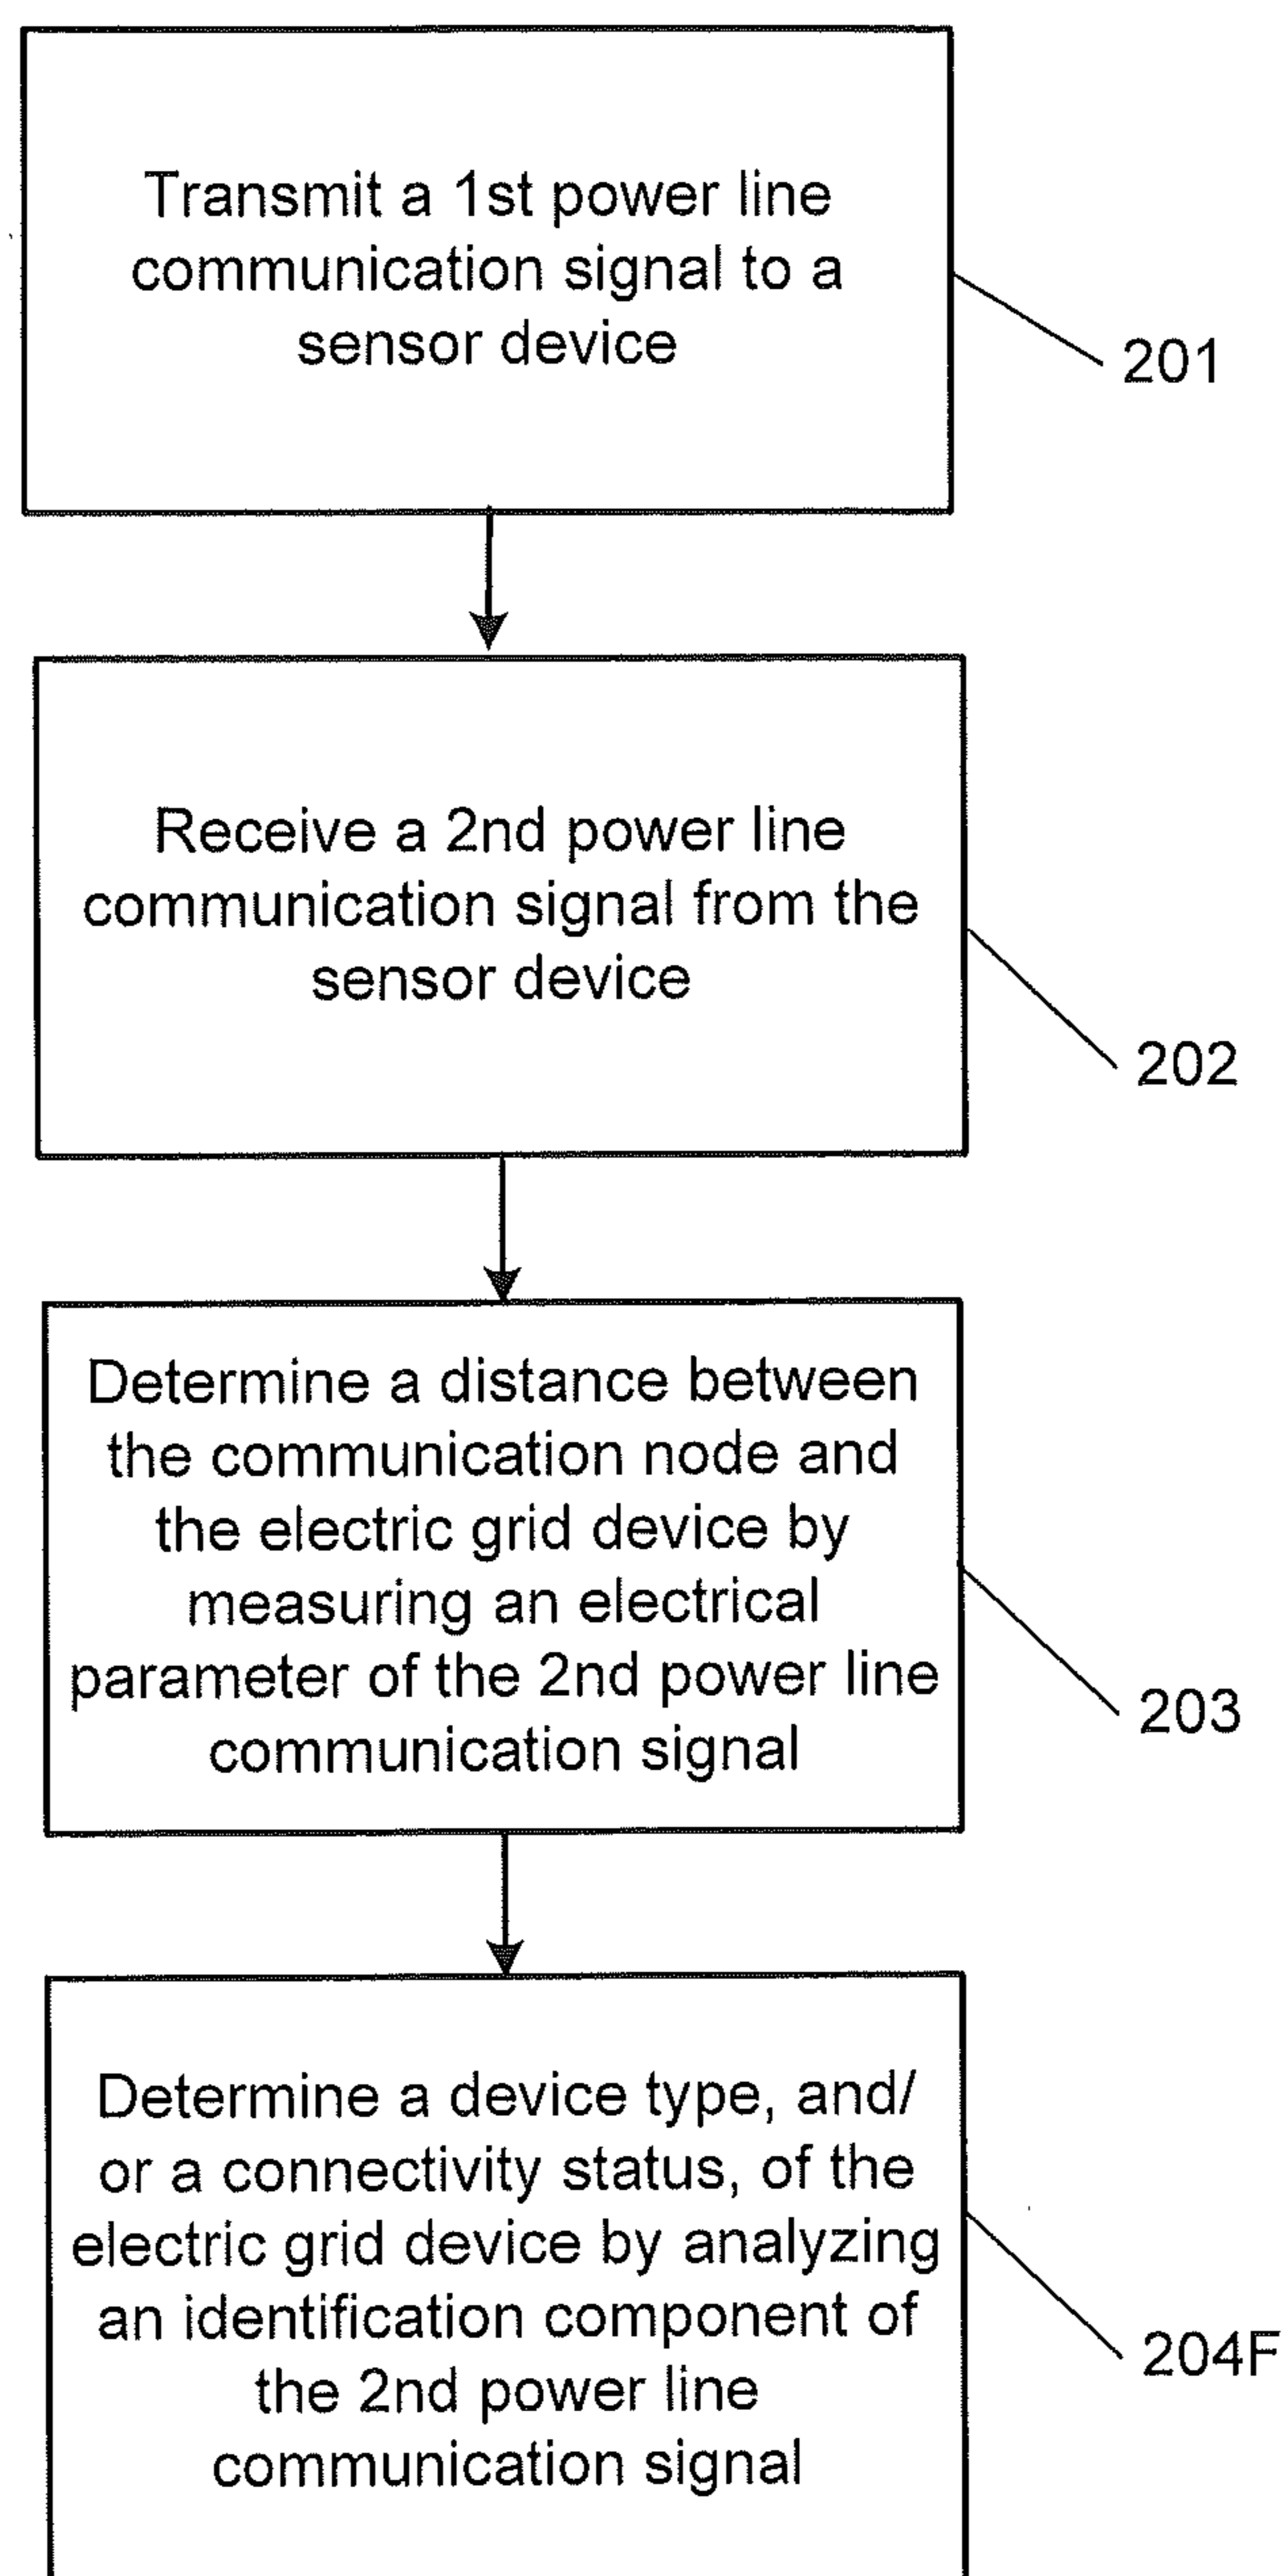 Transmit a 1st power line
communication signal to a
sensor device
201
Receive a 2nd power line
communication signal from the
sensor device
202
Determine a distance between
the communication node and
the electric grid device by
measuring an electrical
parameter of the 2nd power line
communication signal
203
Determine a device type, and/
or a connectivity status, of the
electric grid device by analyzing
an identification component of
the 2nd power line
communication signal
204F